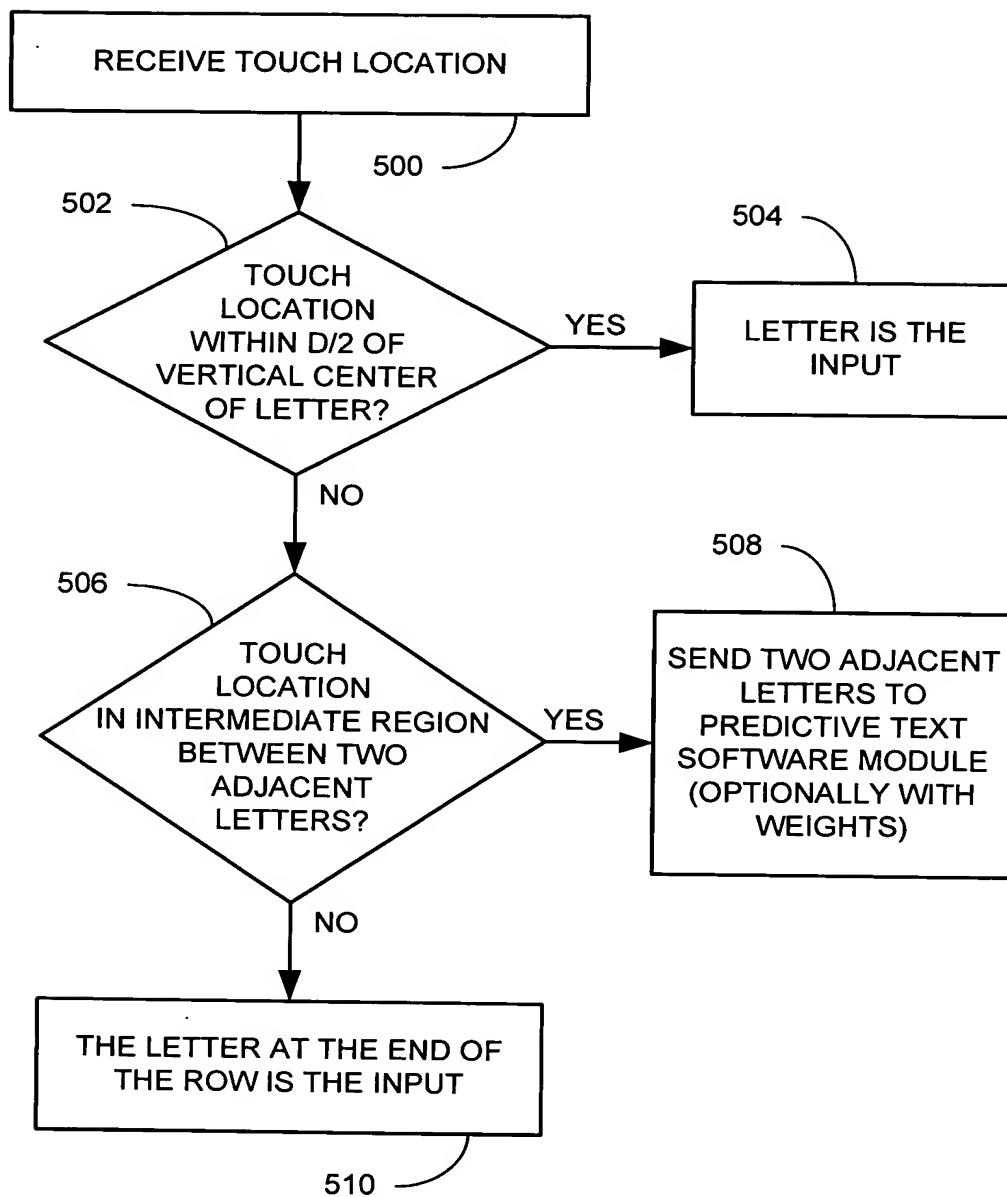 RECEIVE TOUCH LOCATION
500
502
TOUCH
LOCATION
WITHIN D/2 OF
VERTICAL CENTER
OF LETTER?
YES
504
LETTER IS THE
INPUT
NO
506
TOUCH
LOCATION
IN INTERMEDIATE REGION
BETWEEN TWO
ADJACENT
LETTERS?
YES
508
SEND TWO ADJACENT
LETTERS TO
PREDICTIVE TEXT
SOFTWARE MODULE
(OPTIONALLY WITH
WEIGHTS)
NO
THE LETTER AT THE END OF
THE ROW IS THE INPUT
510